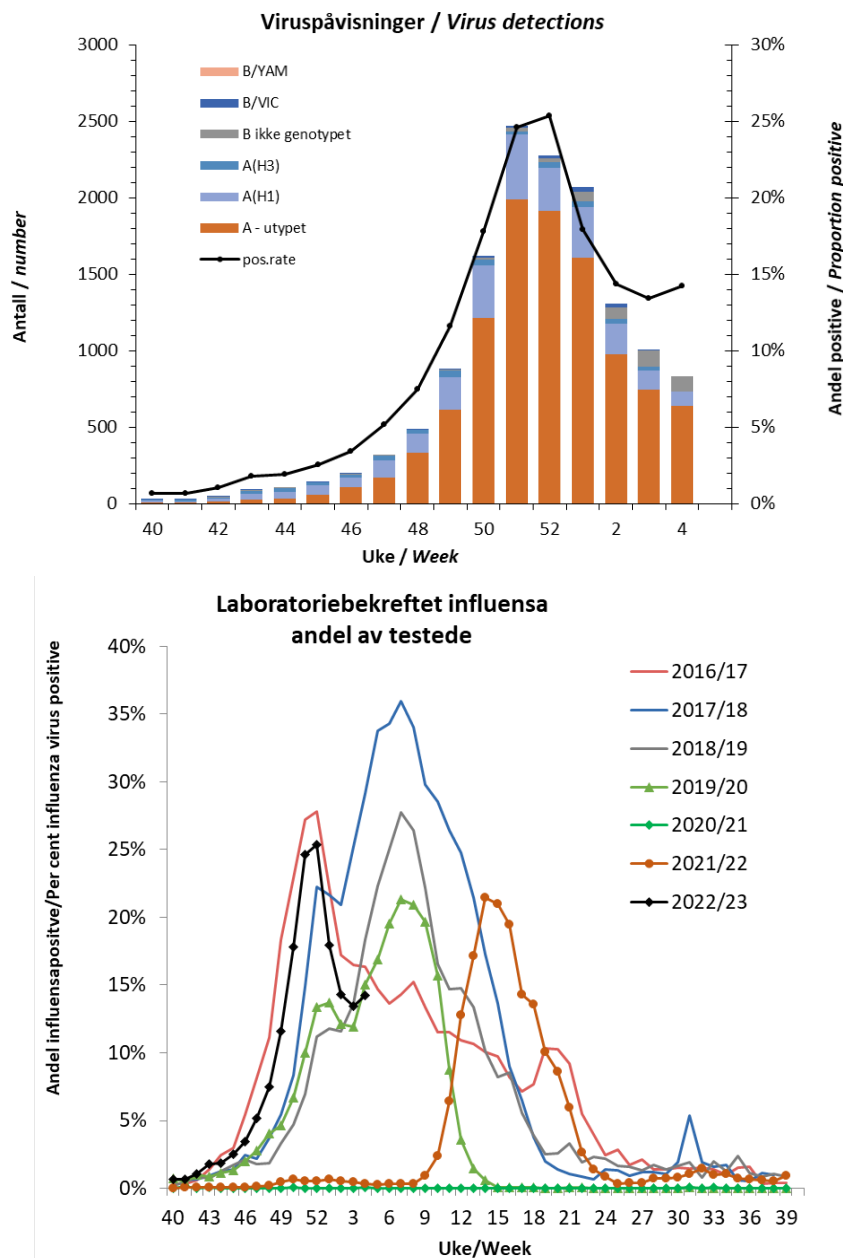 Viruspåvisninger / Virus detections
3000
2500
2000
1500
1000
500
0
Antall / number
B/YAM
B/VIC
B ikke genotypet
A(H3)
A(H1)
A - utypet
pos.rate
30%
25%
20%
15%
10%
5%
0%
Andel positive / Proportion positive
40 42 44 46 48 50 52 2 4
Uke / Week
Laboratoriebekreftet influensa
andel av testede
40%
35%
30%
25%
20%
15%
10%
5%
0%
Andel influensapositve/Per cent influenza virus positive
2016/17
2017/18
2018/19
2019/20
2020/21
2021/22
2022/23
40 43 46 49 52 3 6 9 12 15 18 21 24 27 30 33 36 39
Uke/Week